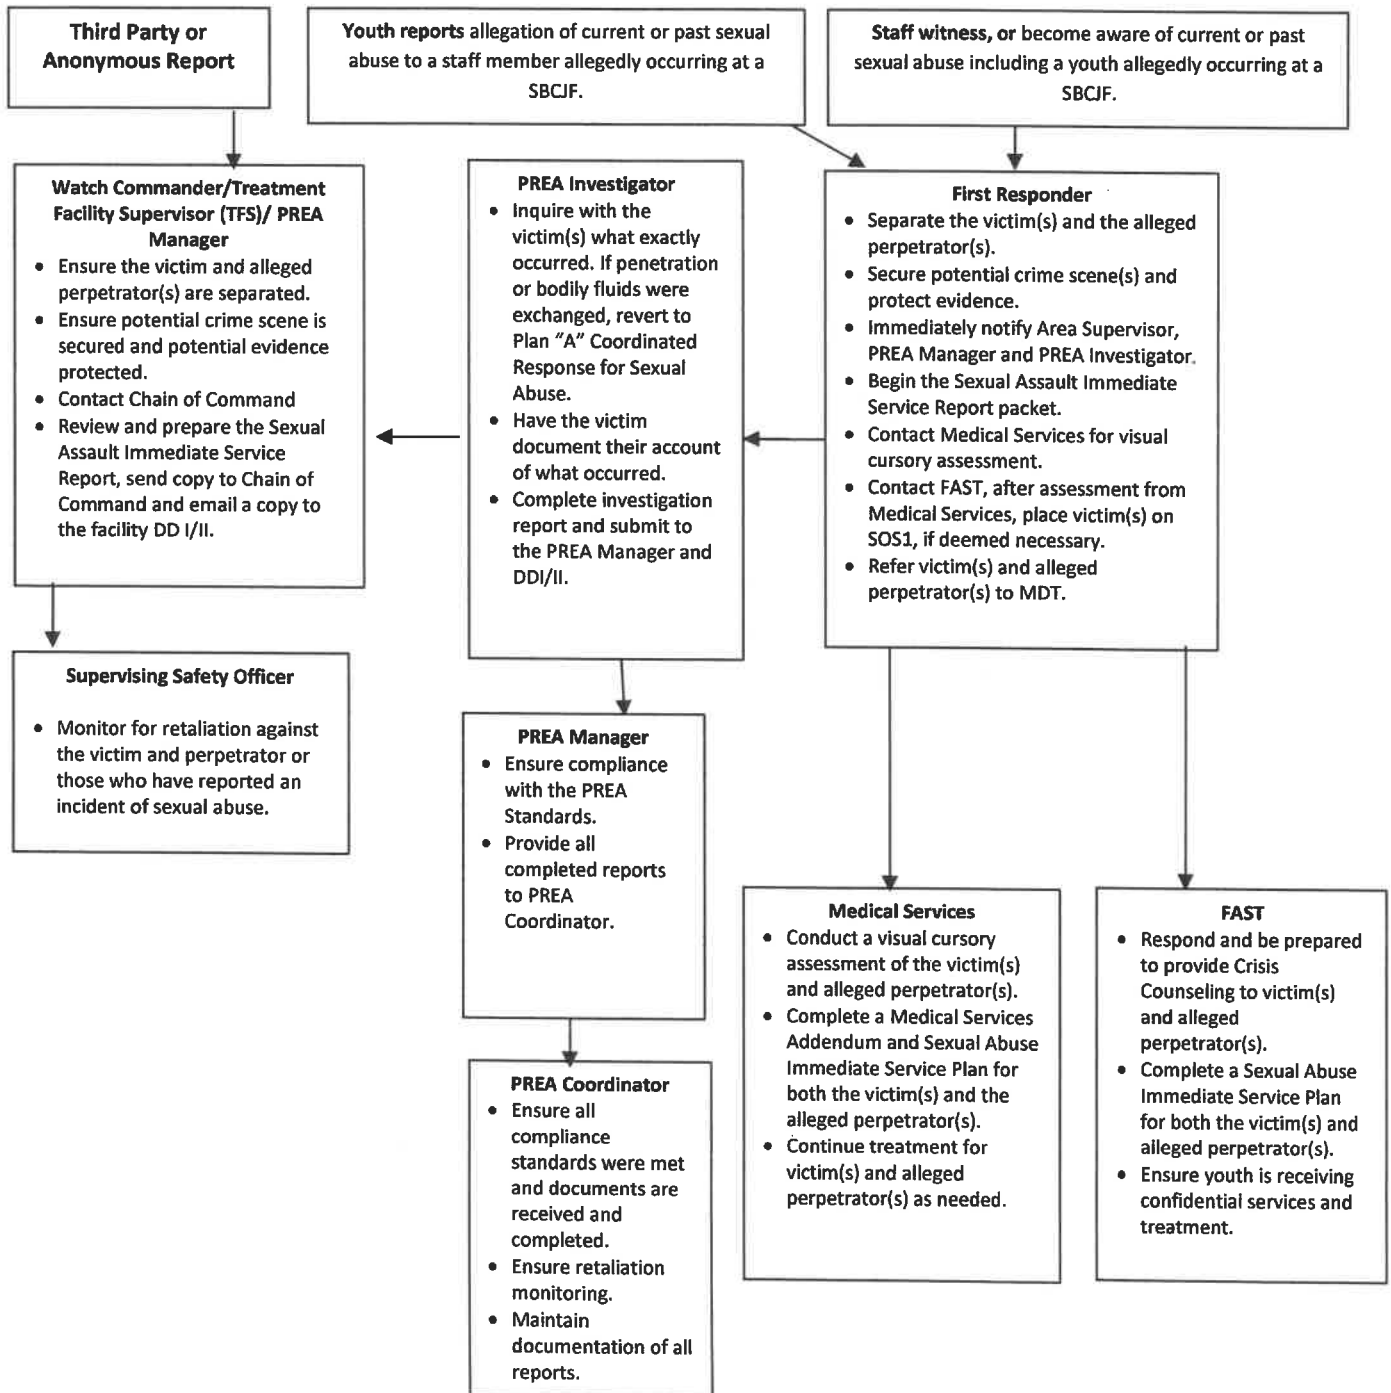 Third Party or
Anonymous Report
Youth reports allegation of current or past sexual
abuse to a staff member allegedly occurring at a
SBCJF.
Staff witness, or become aware of current or past
sexual abuse including a youth allegedly occurring at a
SBCJF.
Watch Commander/Treatment
Facility Supervisor (TFS)/ PREA
Manager
• Ensure the victim and alleged
perpetrator(s) are separated.
• Ensure potential crime scene is
secured and potential evidence
protected.
• Contact Chain of Command
• Review and prepare the Sexual
Assault Immediate Service
Report, send copy to Chain of
Command and email a copy to
the facility DD I/II.
PREA Investigator
• Inquire with the
victim(s) what exactly
occurred. If penetration
or bodily fluids were
exchanged, revert to
Plan "A" Coordinated
Response for Sexual
Abuse.
• Have the victim
document their account
of what occurred.
• Complete investigation
report and submit to
the PREA Manager and
DDI/II.
First Responder
• Separate the victim(s) and the alleged
perpetrator(s).
• Secure potential crime scene(s) and
protect evidence.
• Immediately notify Area Supervisor,
PREA Manager and PREA Investigator.
• Begin the Sexual Assault Immediate
Service Report packet.
• Contact Medical Services for visual
cursory assessment.
• Contact FAST, after assessment from
Medical Services, place victim(s) on
SOS1, if deemed necessary.
• Refer victim(s) and alleged
perpetrator(s) to MDT.
Supervising Safety Officer
• Monitor for retaliation against
the victim and perpetrator or
those who have reported an
incident of sexual abuse.
PREA Manager
• Ensure compliance
with the PREA
Standards.
• Provide all
completed reports
to PREA
Coordinator.
Medical Services
• Conduct a visual cursory
assessment of the victim(s)
and alleged perpetrator(s).
• Complete a Medical Services
Addendum and Sexual Abuse
Immediate Service Plan for
both the victim(s) and the
alleged perpetrator(s).
• Continue treatment for
victim(s) and alleged
perpetrator(s) as needed.
FAST
• Respond and be prepared
to provide Crisis
Counseling to victim(s)
and alleged
perpetrator(s).
• Complete a Sexual Abuse
Immediate Service Plan
for both the victim(s) and
alleged perpetrator(s).
• Ensure youth is receiving
confidential services and
treatment.
PREA Coordinator
• Ensure all
compliance
standards were met
and documents are
received and
completed.
• Ensure retaliation
monitoring.
• Maintain
documentation of all
reports.